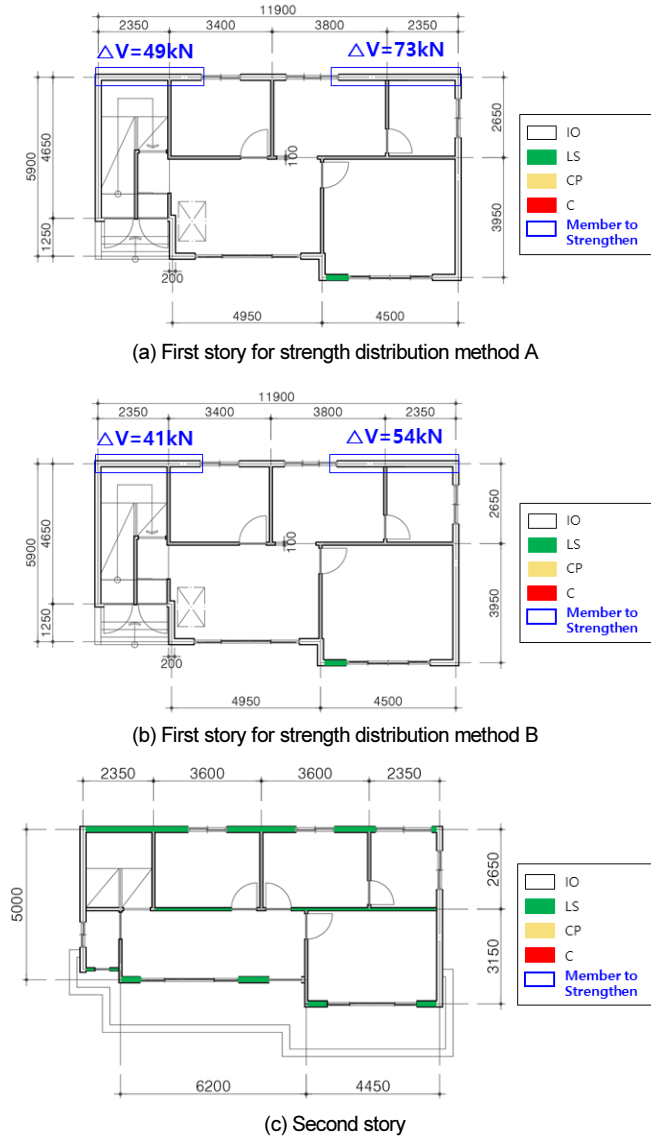 11900
2350 3400 3800 2350
△V=49kN △V=73kN
5900 4650 1250
100
2650 3950
200
4950 4500
IO
LS
CP
C
Member to
Strengthen
(a) First story for strength distribution method A
11900
2350 3400 3800 2350
△V=41kN △V=54kN
5900 4650 1250
100
2650 3950
200
4950 4500
IO
LS
CP
C
Member to
Strengthen
(b) First story for strength distribution method B
2350 3600 3600 2350
5000
2650 3150
6200 4450
IO
LS
CP
C
Member to
Strengthen
(c) Second story